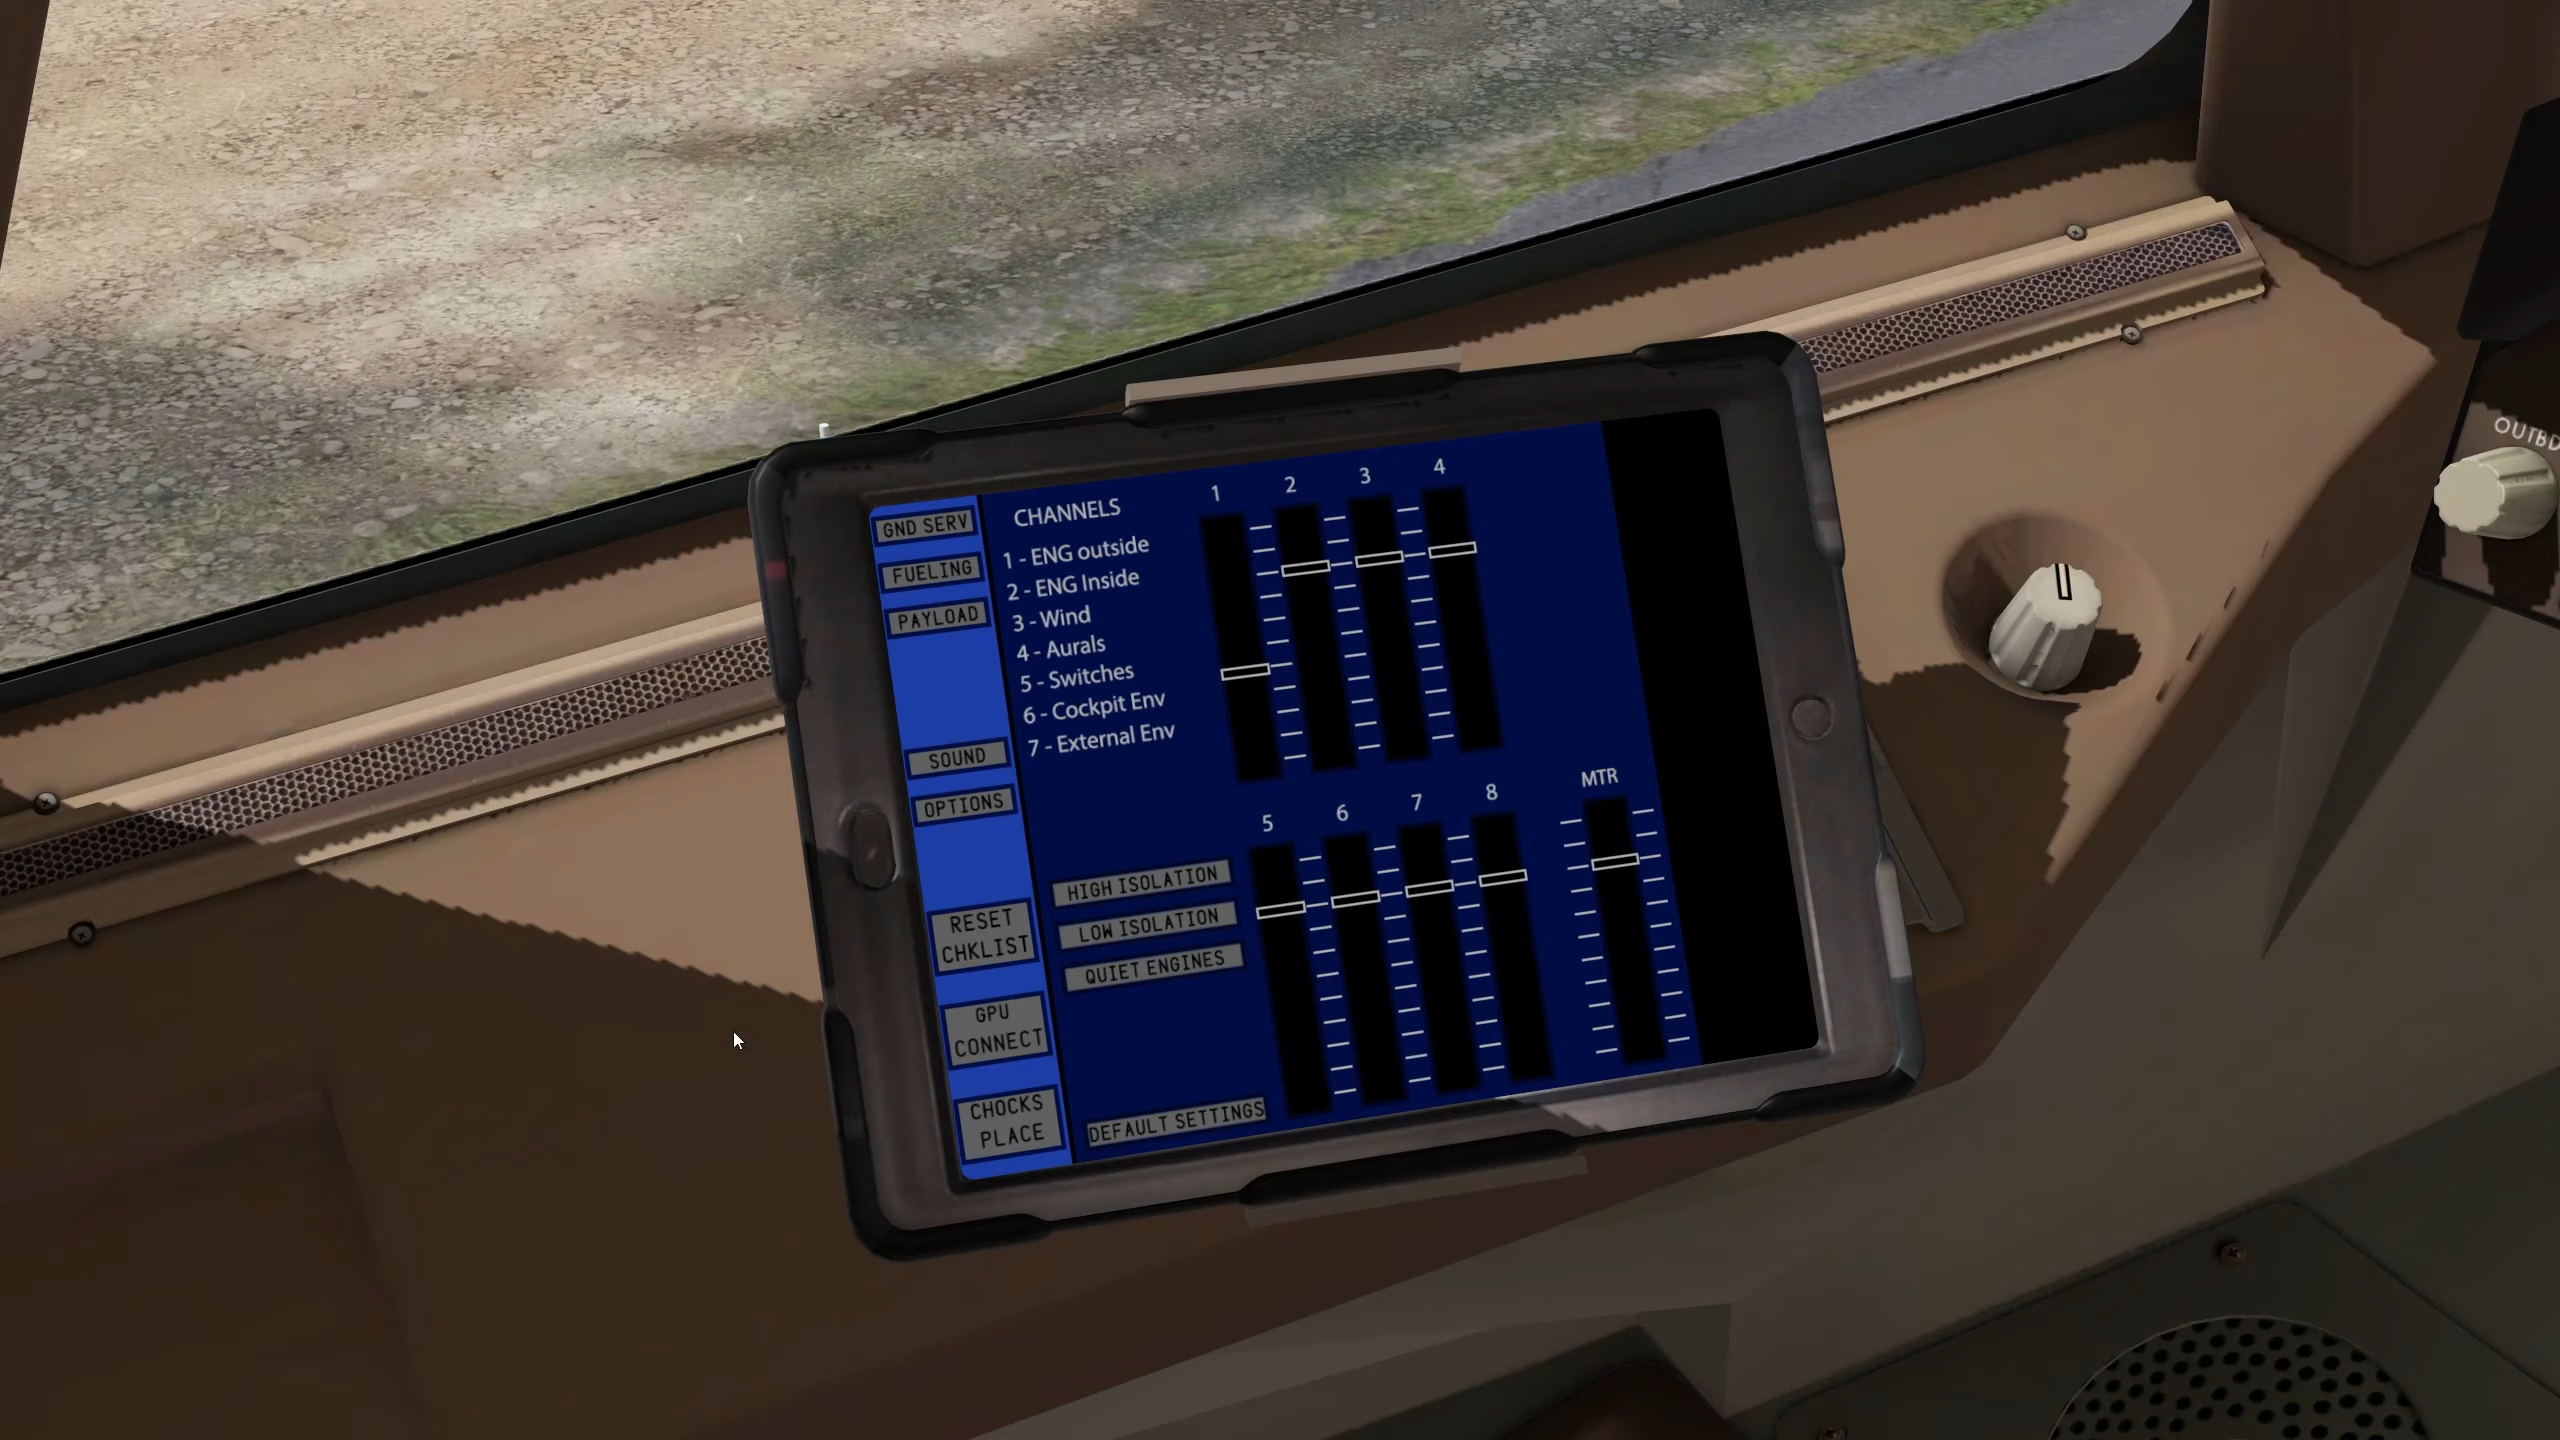 OUTBD
GND SERV
FUELING
PAYLOAD
SOUND
OPTIONS
RESET
CHKLIST
GPU
CONNECT
CHOCKS
PLACE
CHANNELS
1 - ENG outside
2 - ENG Inside
3 - Wind
4 - Aurals
5 - Switches
6 - Cockpit Env
7 - External Env
1 2 3 4
5 6 7 8 MTR
HIGH ISOLATION
LOW ISOLATION
QUIET ENGINES
DEFAULT SETTINGS